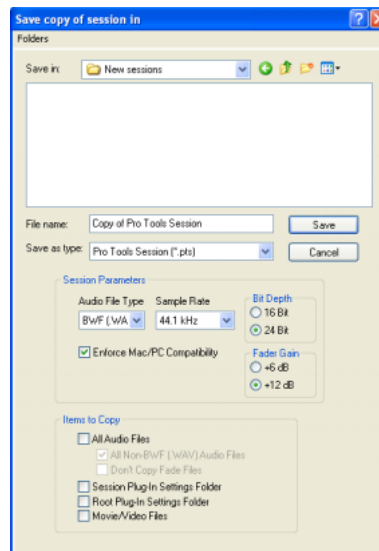 Save copy of session in
Folders
Save in: New sessions
File name: Copy of Pro Tools Session Save
Save as type: Pro Tools Session (*.pts) Cancel
Session Parameters
Audio File Type Sample Rate Bit Depth
BWF (.WA 44.1 kHz 16 Bit
24 Bit
Enforce Mac/PC Compatibility Fader Gain
+6 dB
+12 dB
Items to Copy
All Audio Files
All Non-BWF (.WAV) Audio Files
Don't Copy Fade Files
Session Plug-In Settings Folder
Root Plug-In Settings Folder
Movie/Video Files